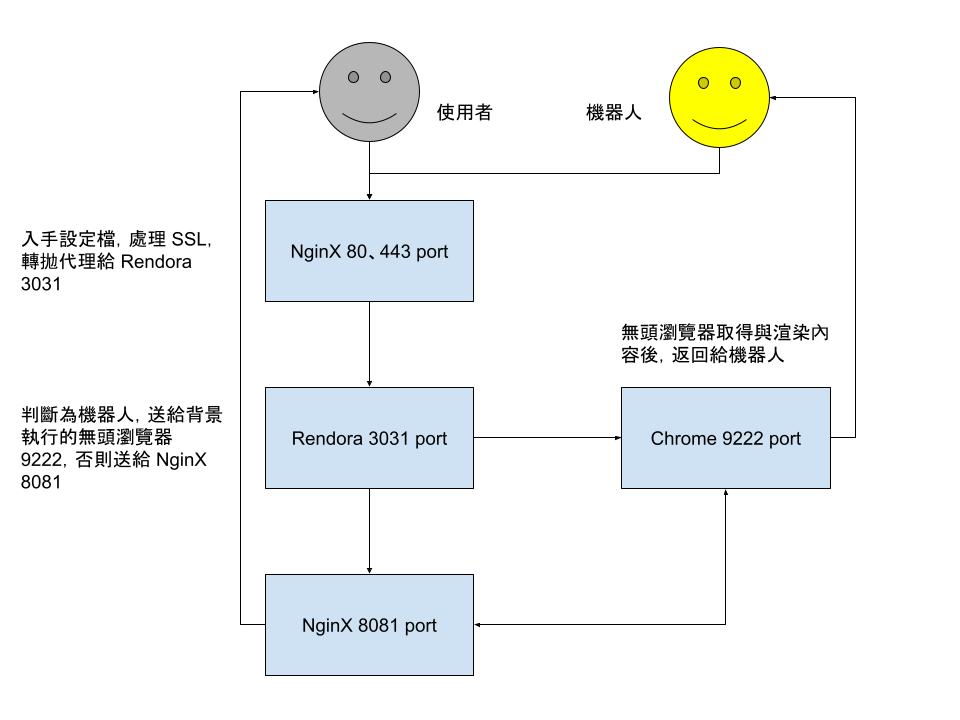 使用者
機器人
入手設定檔, 處理 SSL,
轉拋代理給 Rendora
3031
NginX 80、443 port
無頭瀏覽器取得與渲染內
容後, 返回給機器人
判斷為機器人, 送給背景
執行的無頭瀏覽器
9222, 否則送給 NginX
8081
Rendora 3031 port
Chrome 9222 port
NginX 8081 port